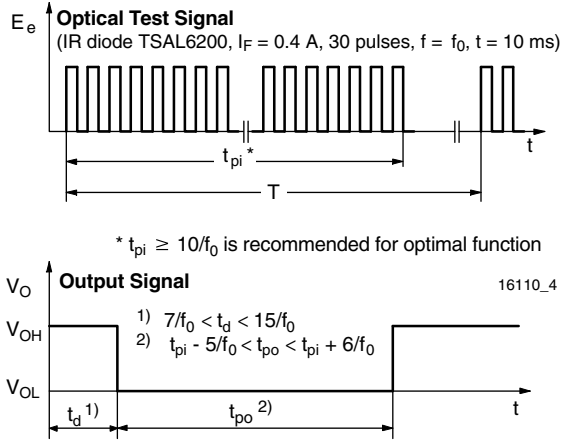 E e
Optical Test Signal
(IR diode TSAL6200, IF = 0.4 A, 30 pulses, f = f0, t = 10 ms)
t
tpi *
T
* tpi ≥ 10/f0 is recommended for optimal function
VO
Output Signal
16110_4
VOH
1) 7/f0 < td < 15/f0
2) tpi - 5/f0 < tpo < tpi + 6/f0
VOL
td 1)
tpo 2)
t